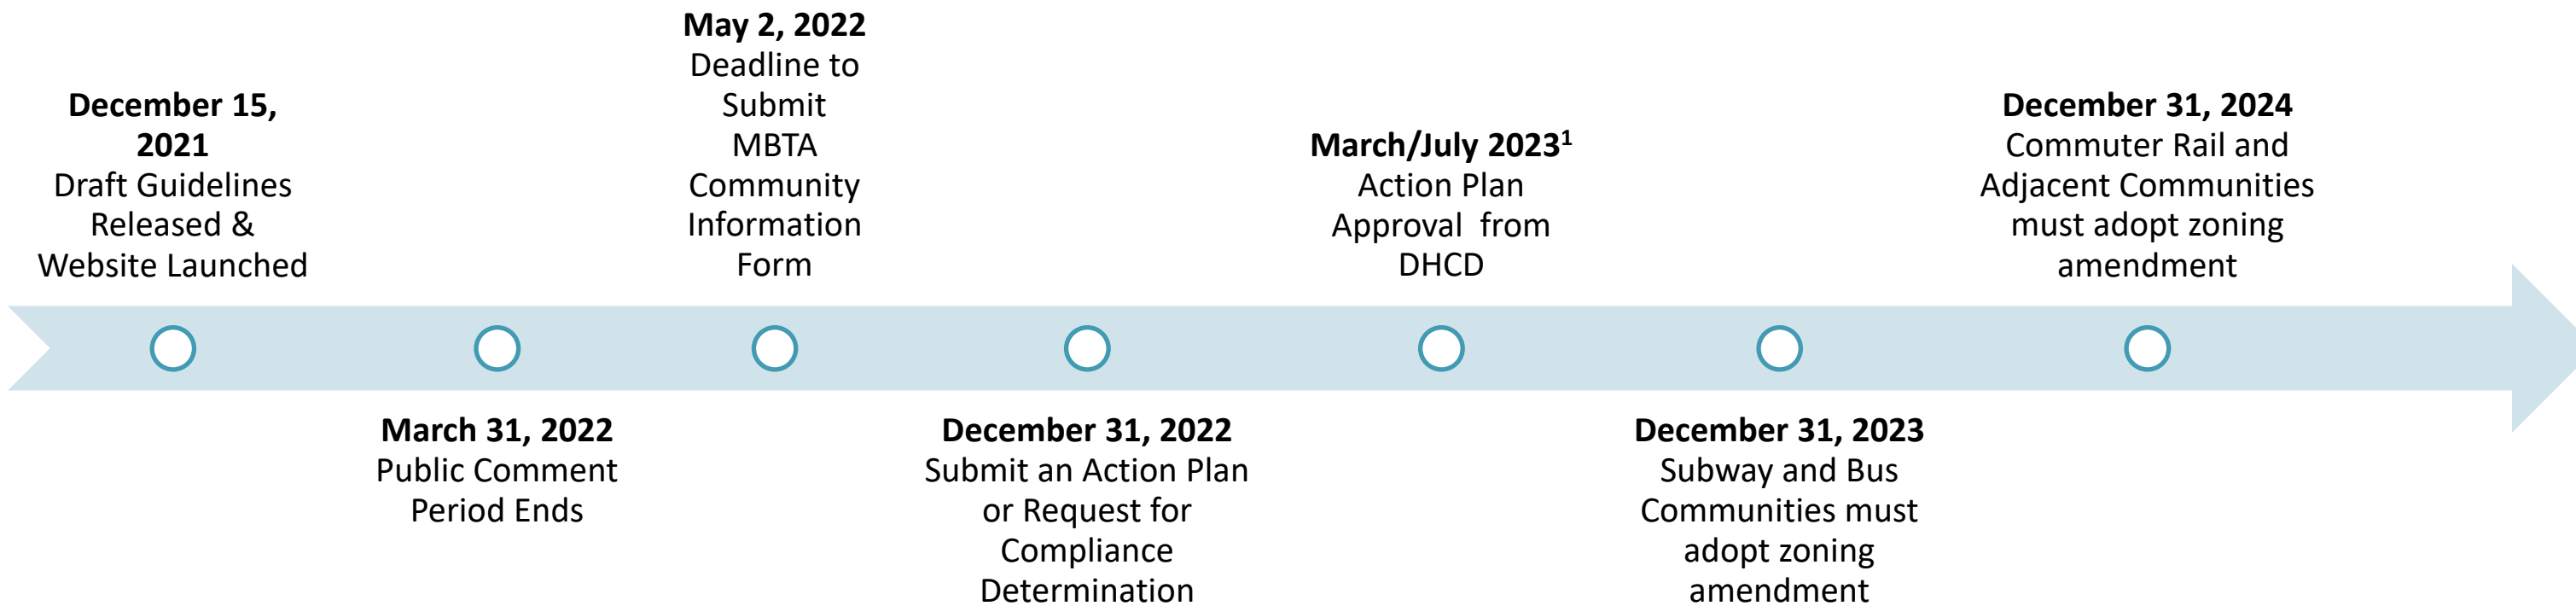 December 15,
2021
Draft Guidelines
Released &
Website Launched
March 31, 2022
Public Comment
Period Ends
May 2, 2022
Deadline to
Submit
MBTA
Community
Information
Form
December 31, 2022
Submit an Action Plan
or Request for
Compliance
Determination
March/July 2023¹
Action Plan
Approval from
DHCD
December 31, 2023
Subway and Bus
Communities must
adopt zoning
amendment
December 31, 2024
Commuter Rail and
Adjacent Communities
must adopt zoning
amendment